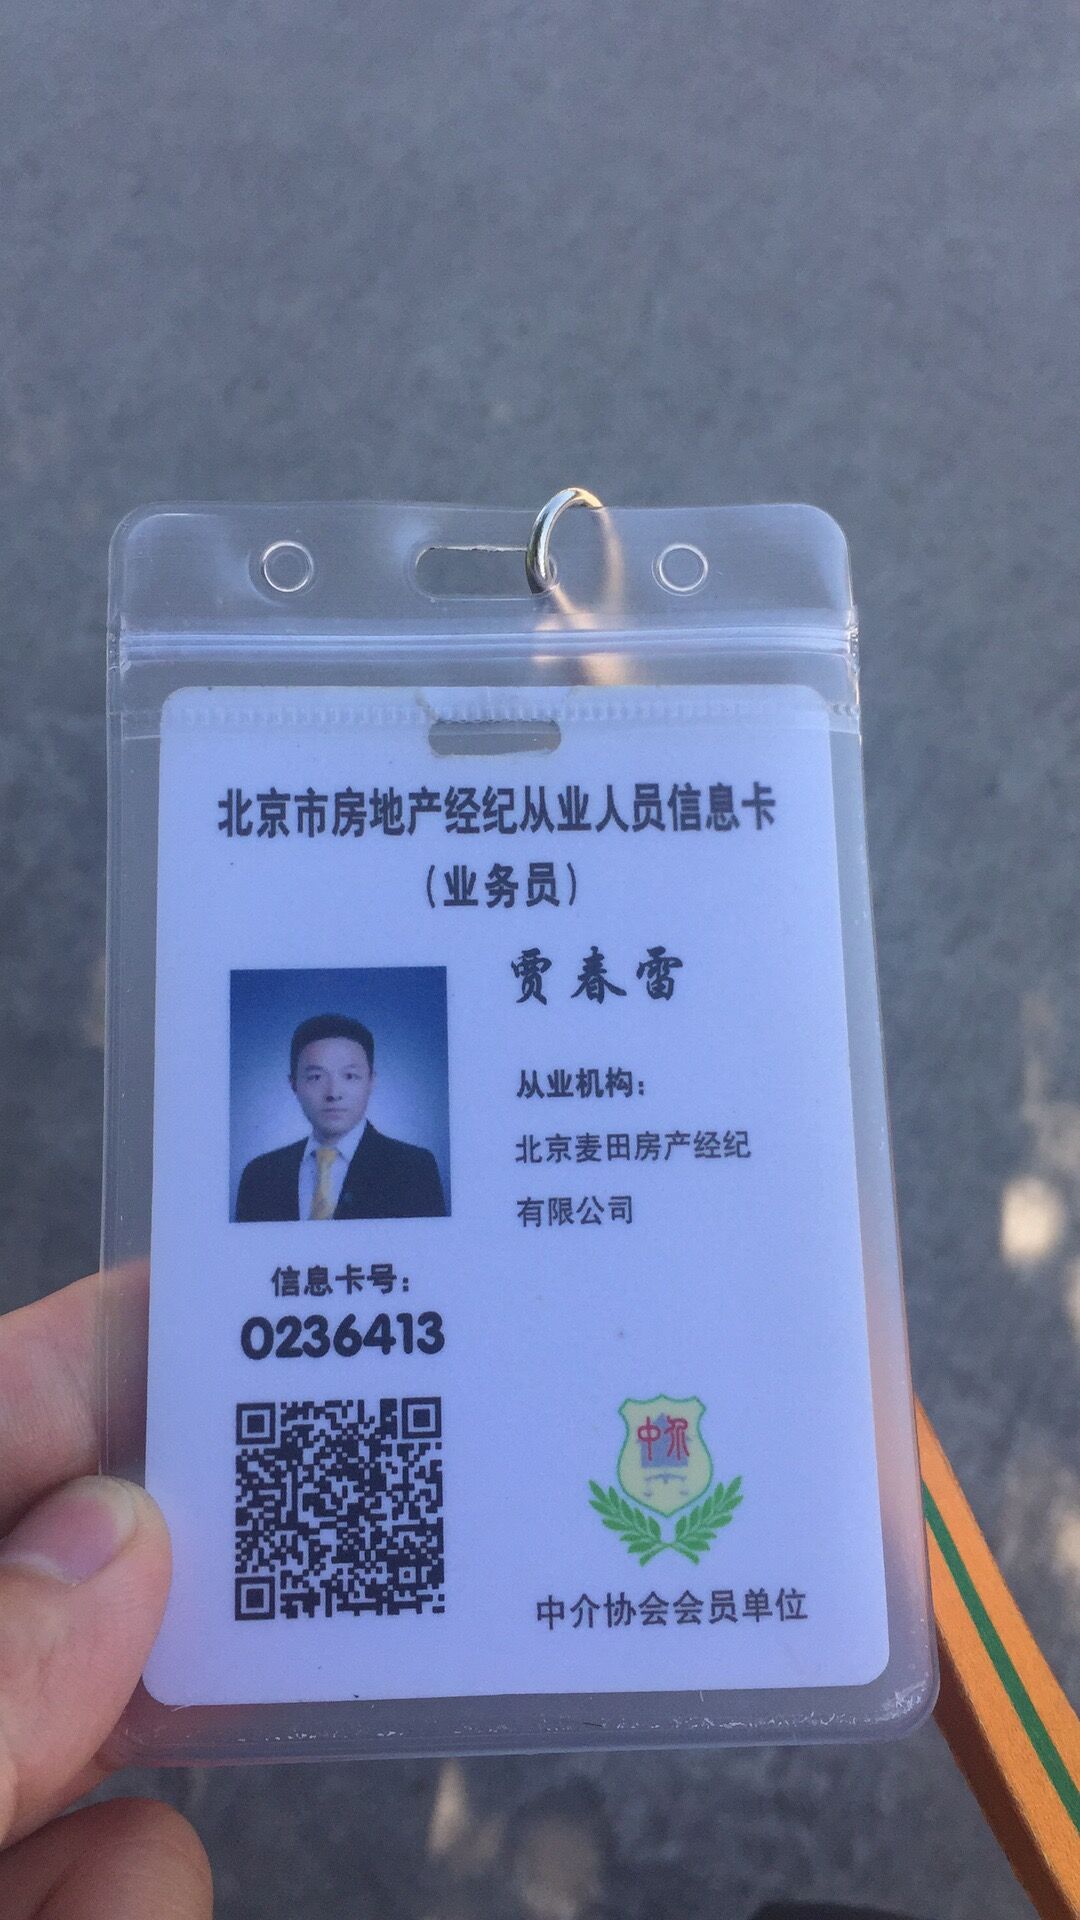 北京市房地产经纪从业人员信息卡
（业务员）
贾春雷
从业机构：
北京麦田房产经纪
有限公司
信息卡号：
0236413
中介
中介协会会员单位